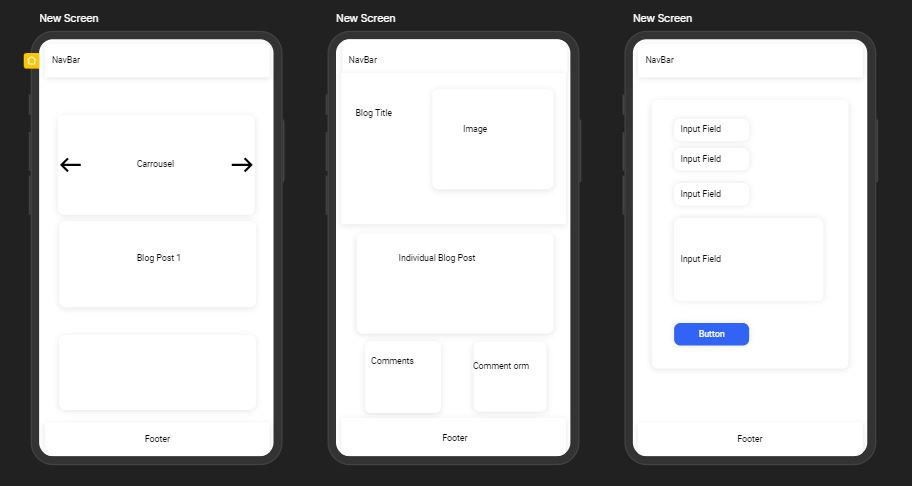 New Screen
NavBar
Carrousel
Blog Post 1
Footer
New Screen
NavBar
Blog Title
Image
Individual Blog Post
Comments
Comment orm
Footer
New Screen
NavBar
Input Field
Input Field
Input Field
Input Field
Button
Footer